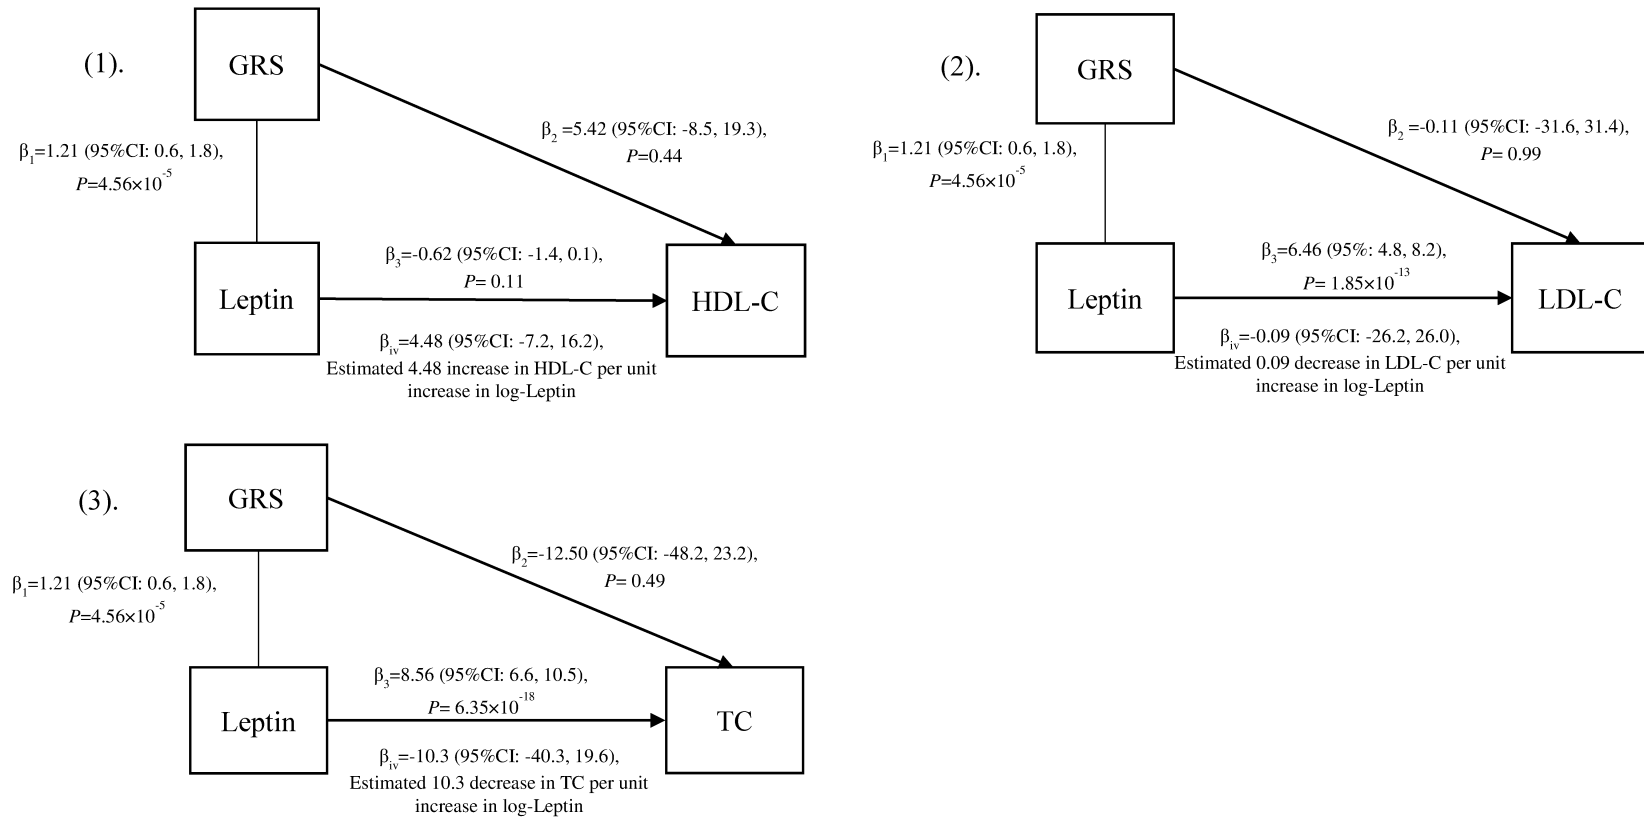 (1).
GRS
β1=1.21 (95%CI: 0.6, 1.8),
P=4.56×10-5
β2 =5.42 (95%CI: -8.5, 19.3),
P=0.44
Leptin
β3=-0.62 (95%CI: -1.4, 0.1),
P= 0.11
HDL-C
βiv=4.48 (95%CI: -7.2, 16.2),
Estimated 4.48 increase in HDL-C per unit
increase in log-Leptin
(2).
GRS
β1=1.21 (95%CI: 0.6, 1.8),
P=4.56×10-5
β2 =-0.11 (95%CI: -31.6, 31.4),
P= 0.99
Leptin
β3=6.46 (95%: 4.8, 8.2),
P= 1.85×10-13
LDL-C
βiv=-0.09 (95%CI: -26.2, 26.0),
Estimated 0.09 decrease in LDL-C per unit
increase in log-Leptin
(3).
GRS
β1=1.21 (95%CI: 0.6, 1.8),
P=4.56×10-5
β2=-12.50 (95%CI: -48.2, 23.2),
P= 0.49
Leptin
β3=8.56 (95%CI: 6.6, 10.5),
P= 6.35×10-18
TC
βiv=-10.3 (95%CI: -40.3, 19.6),
Estimated 10.3 decrease in TC per unit
increase in log-Leptin